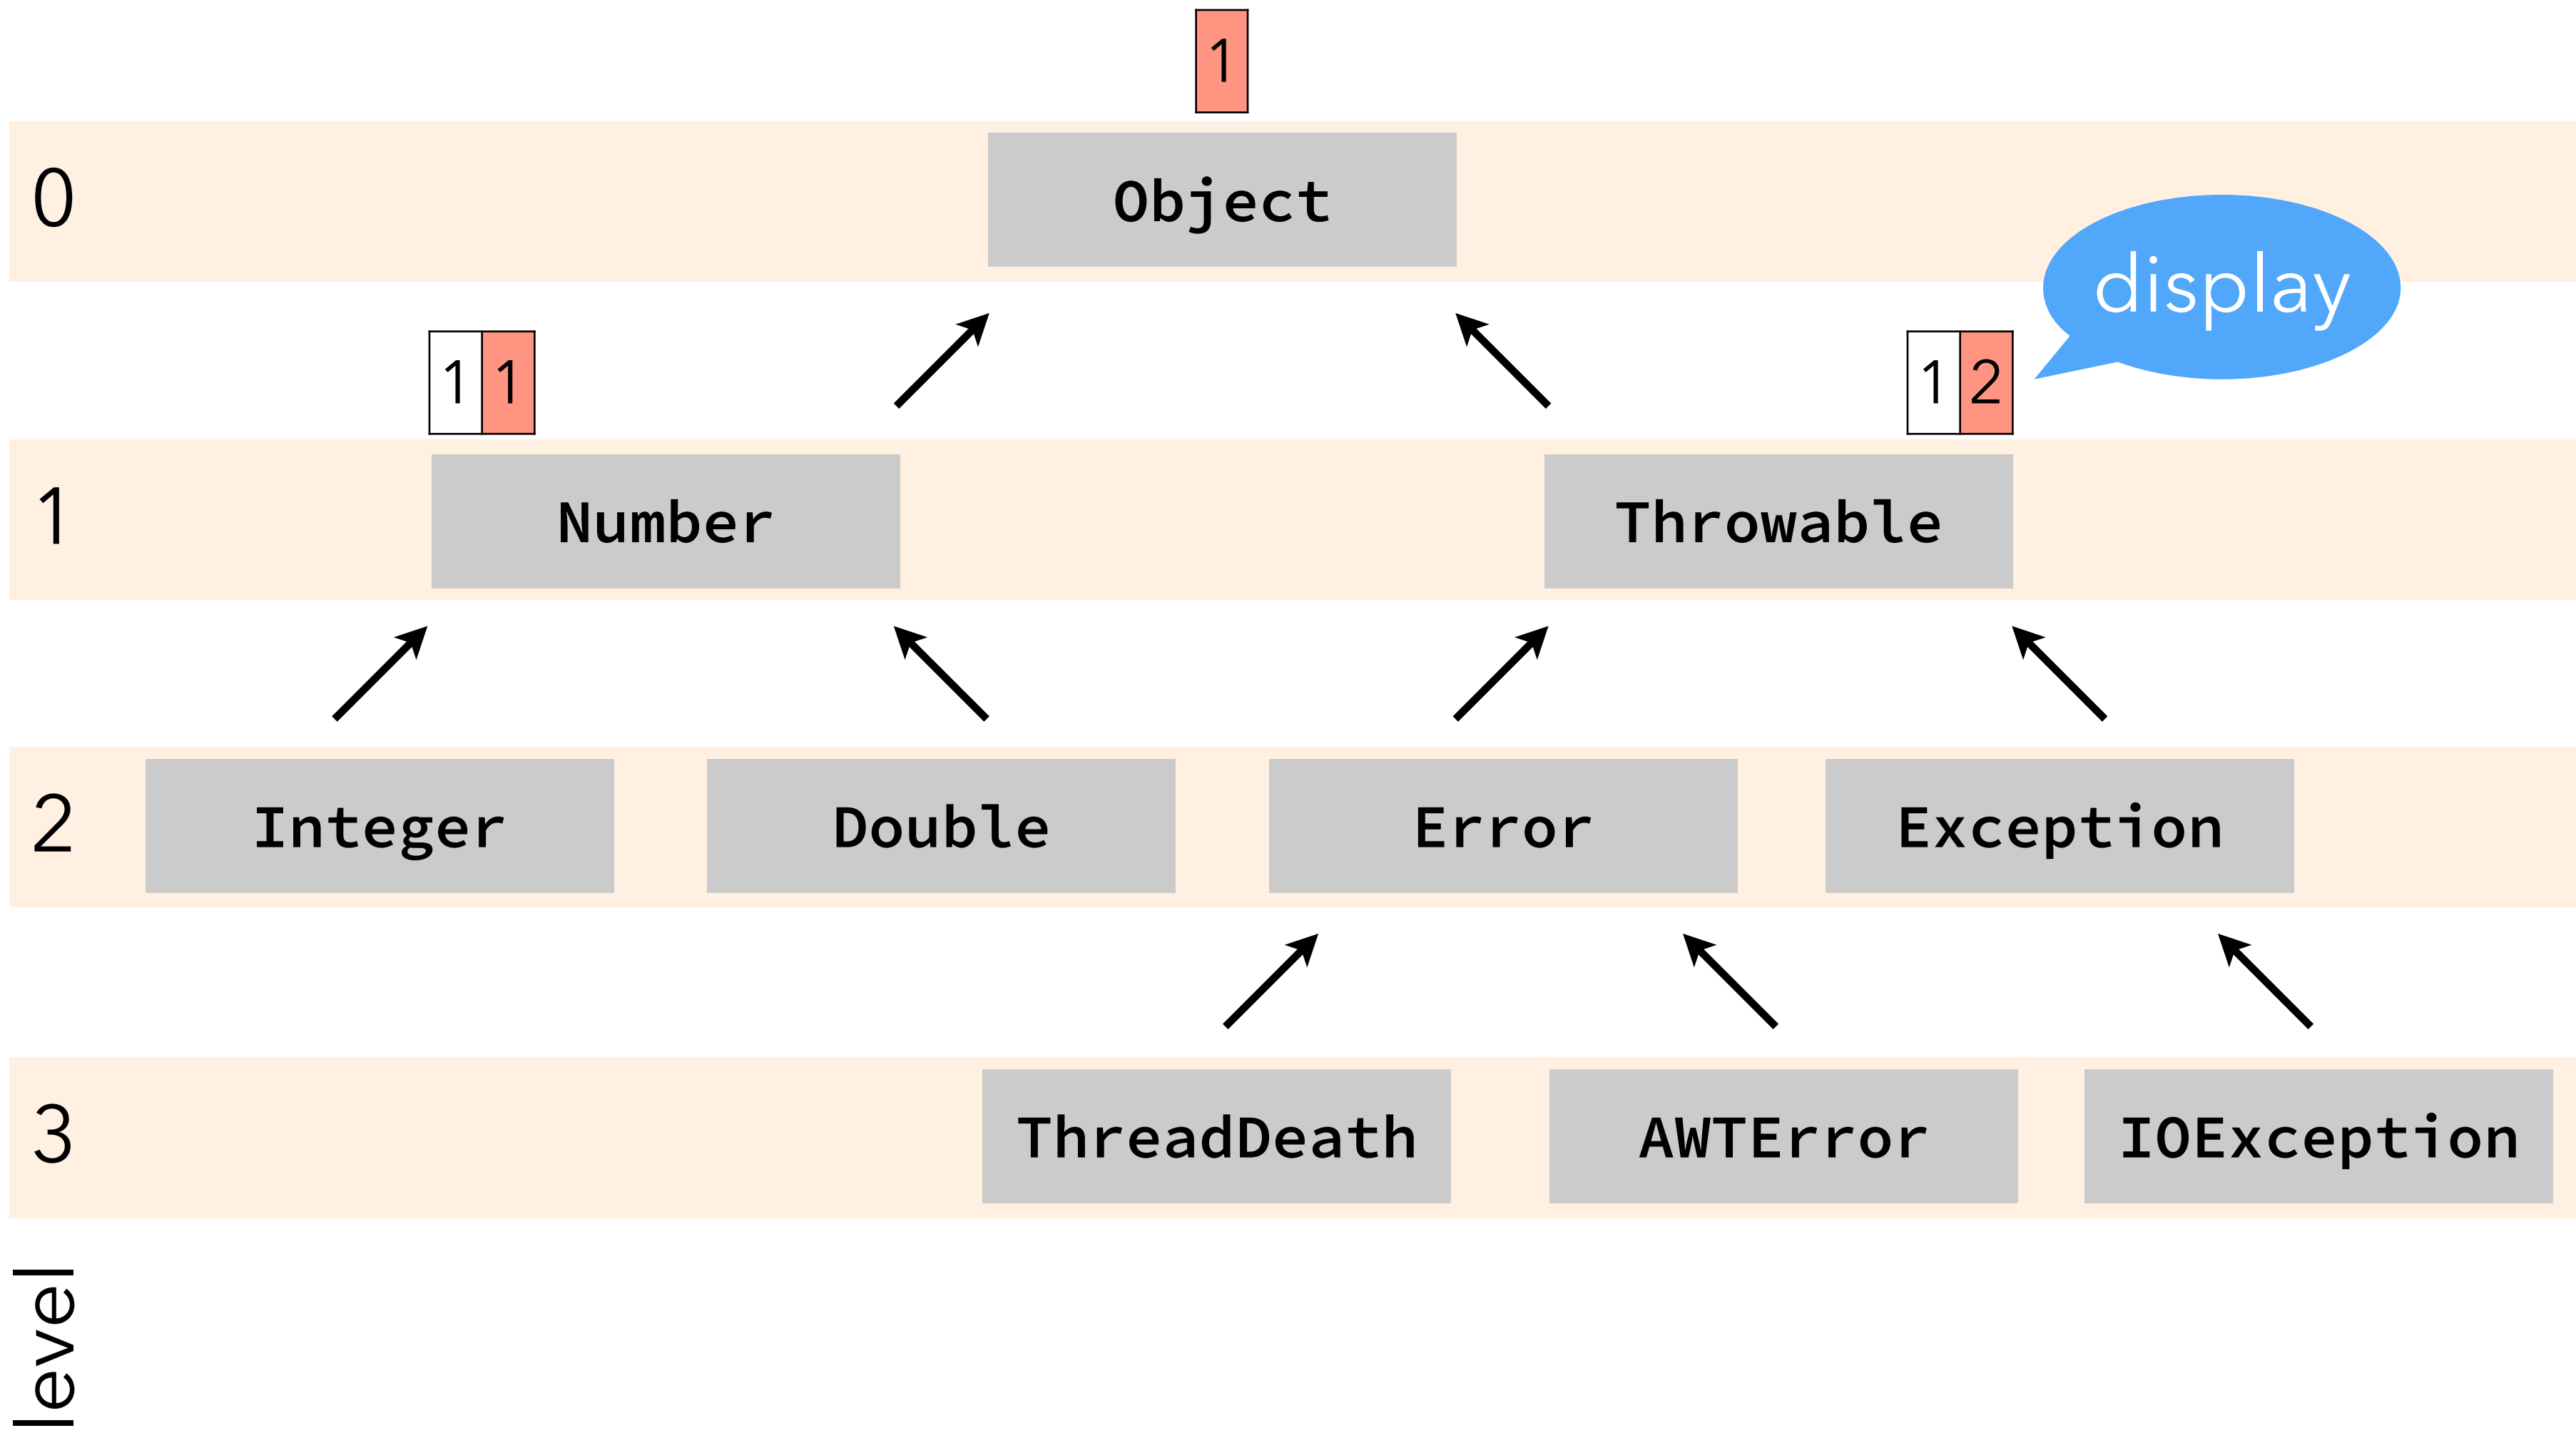 1
0
Object
display
1 1
1 2
1
Number
Throwable
2
Integer
Double
Error
Exception
3
ThreadDeath
AWTError
IOException
level